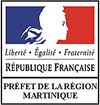 Liberté • Égalité • Fraternité
RÉPUBLIQUE FRANÇAISE
PRÉFET DE LA RÉGION
MARTINIQUE